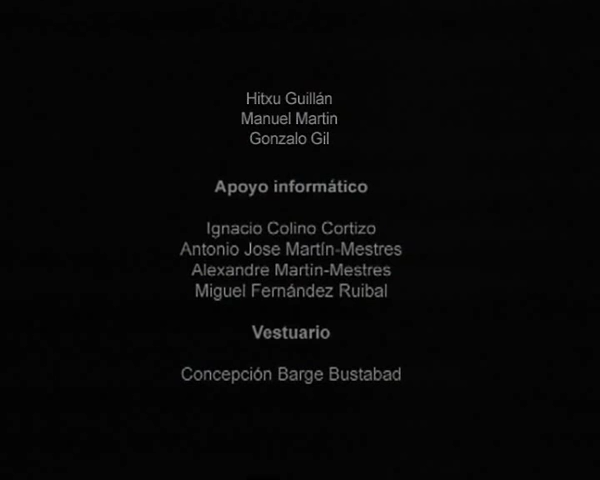 Hitxu Guillán
Manuel Martin
Gonzalo Gil
Apoyo informático
Ignacio Colino Cortizo
Antonio Jose Martín-Mestres
Alexandre Martin-Mestres
Miguel Fernández Ruibal
Vestuario
Concepción Barge Bustabad